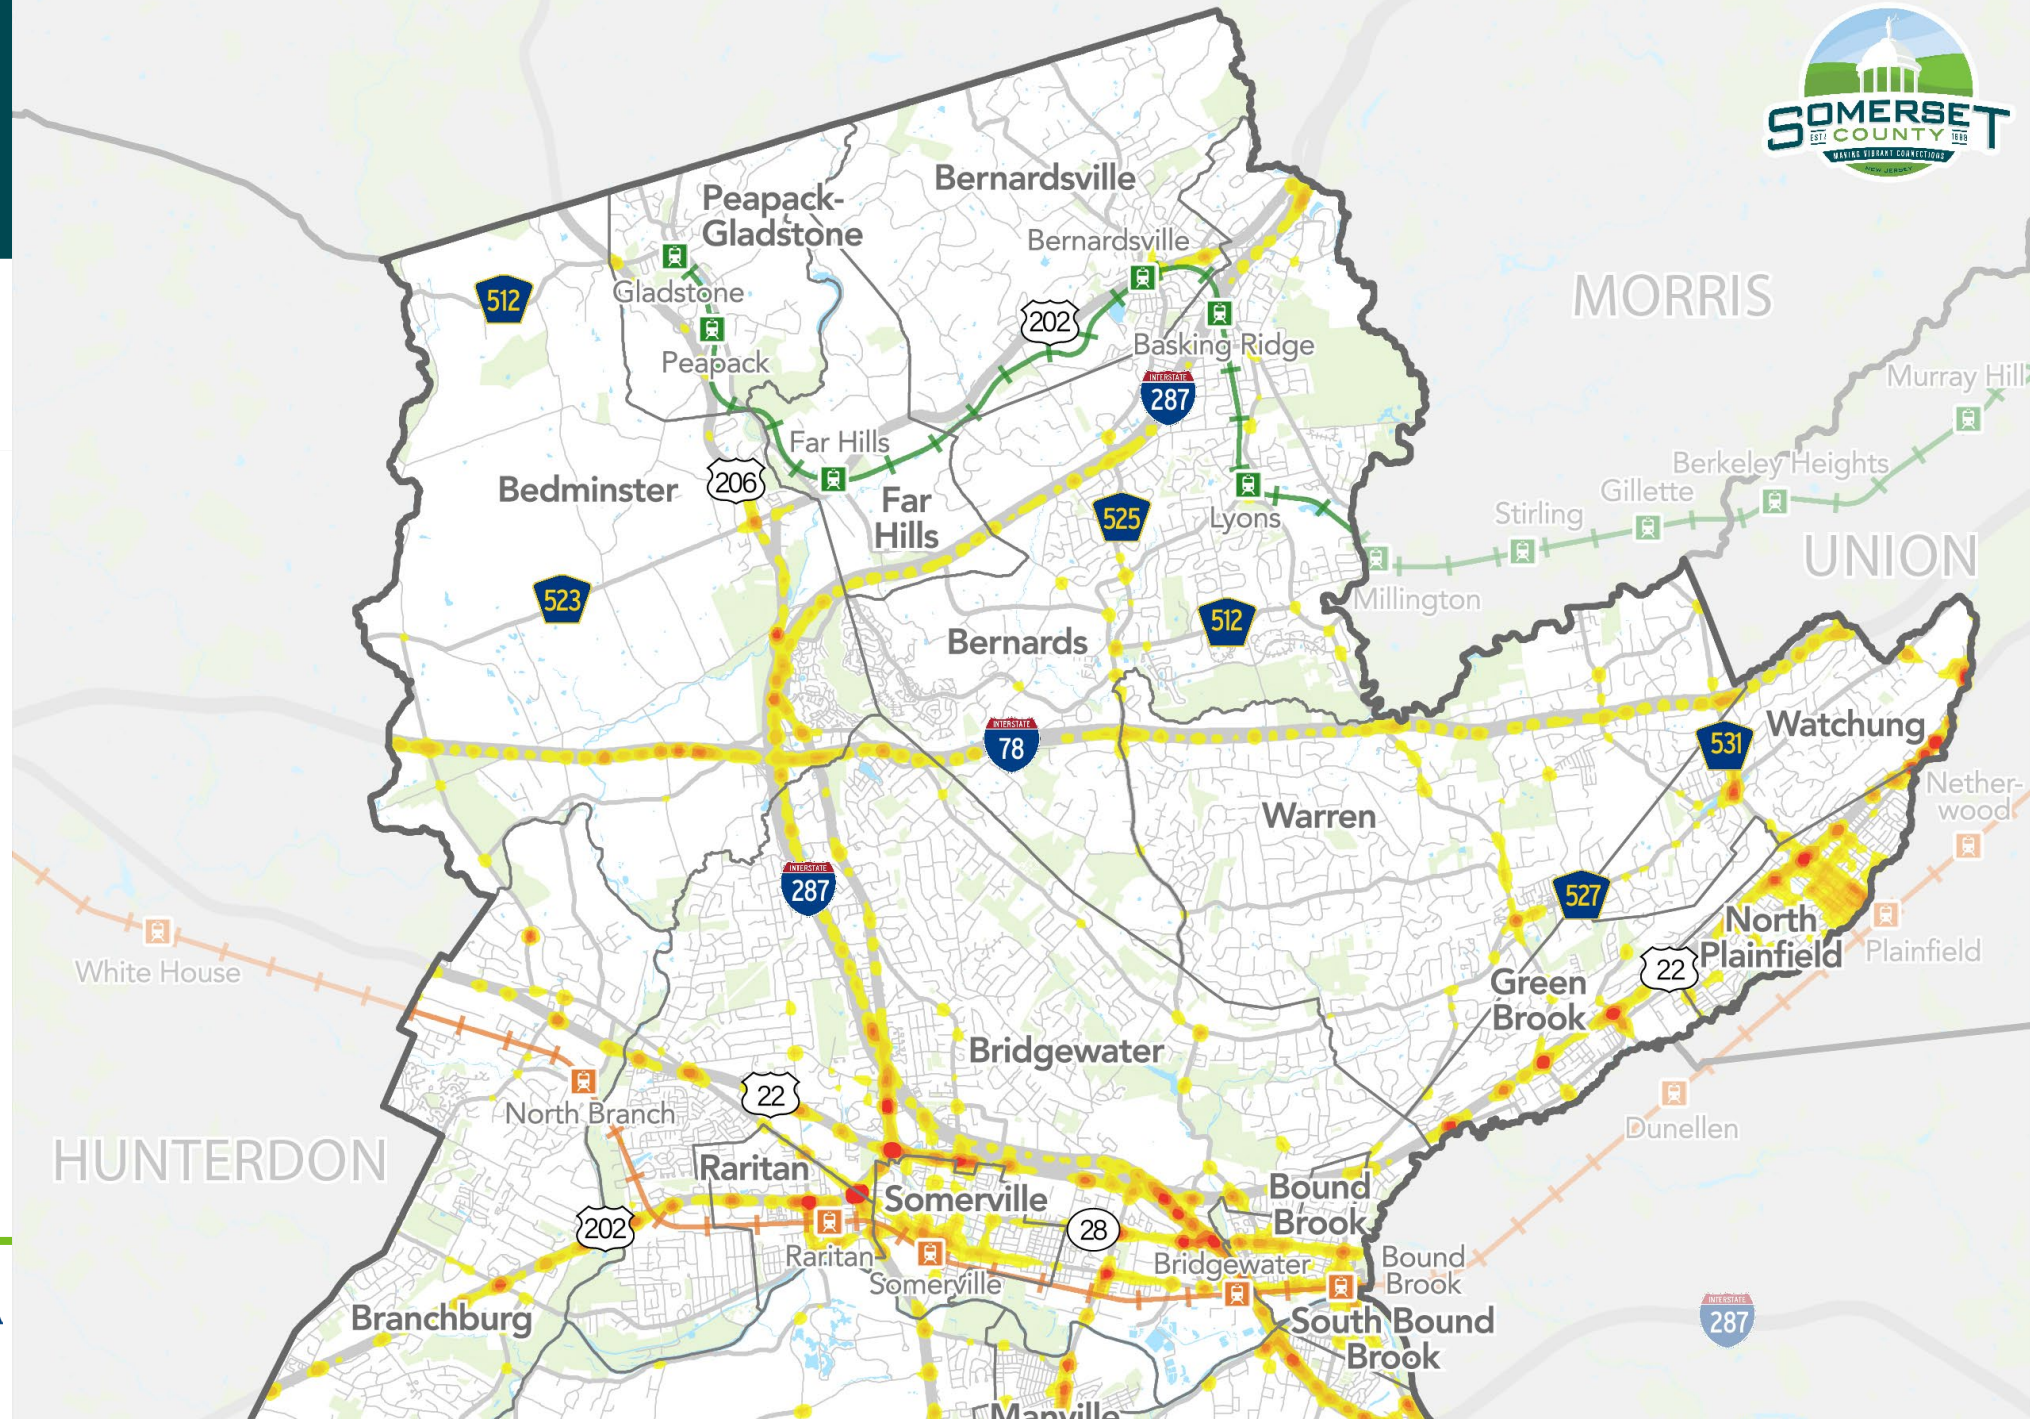 SOMERSET
EST. COUNTY 1688
MAKING VIBRANT CONNECTIONS
NEW JERSEY
Bernardsville
Peapack-
Gladstone
Bernardsville
512
Gladstone
202
MORRIS
Peapack
Basking Ridge
Murray Hill
INTERSTATE
287
Far Hills
Berkeley Heights
206
Bedminster
Far
Hills
525
Lyons
Gillette
Stirling
UNION
523
Millington
512
Bernards
INTERSTATE
78
531
Watchung
Nether-
wood
Warren
INTERSTATE
287
527
North
Plainfield
Plainfield
White House
22
Green
Brook
Bridgewater
22
North Branch
Dunellen
HUNTERDON
Raritan
Somerville
Bound
Brook
202
28
Raritan
Somerville
Bridgewater
Bound
Brook
Branchburg
South Bound
Brook
INTERSTATE
287
Manville